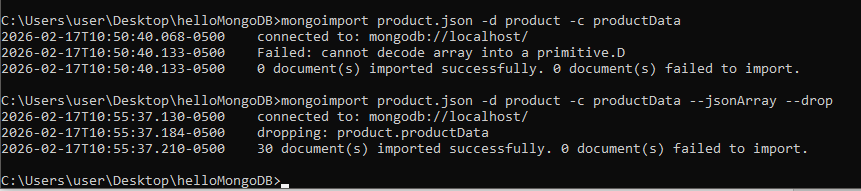 C:\Users\user\Desktop\helloMongoDB>mongoimport product.json -d product -c productData
2026-02-17T10:50:40.068-0500    connected to: mongodb://localhost/
2026-02-17T10:50:40.133-0500    Failed: cannot decode array into a primitive.D
2026-02-17T10:50:40.133-0500    0 document(s) imported successfully. 0 document(s) failed to import.
C:\Users\user\Desktop\helloMongoDB>mongoimport product.json -d product -c productData --jsonArray --drop
2026-02-17T10:55:37.130-0500    connected to: mongodb://localhost/
2026-02-17T10:55:37.184-0500    dropping: product.productData
2026-02-17T10:55:37.210-0500    30 document(s) imported successfully. 0 document(s) failed to import.
C:\Users\user\Desktop\helloMongoDB>